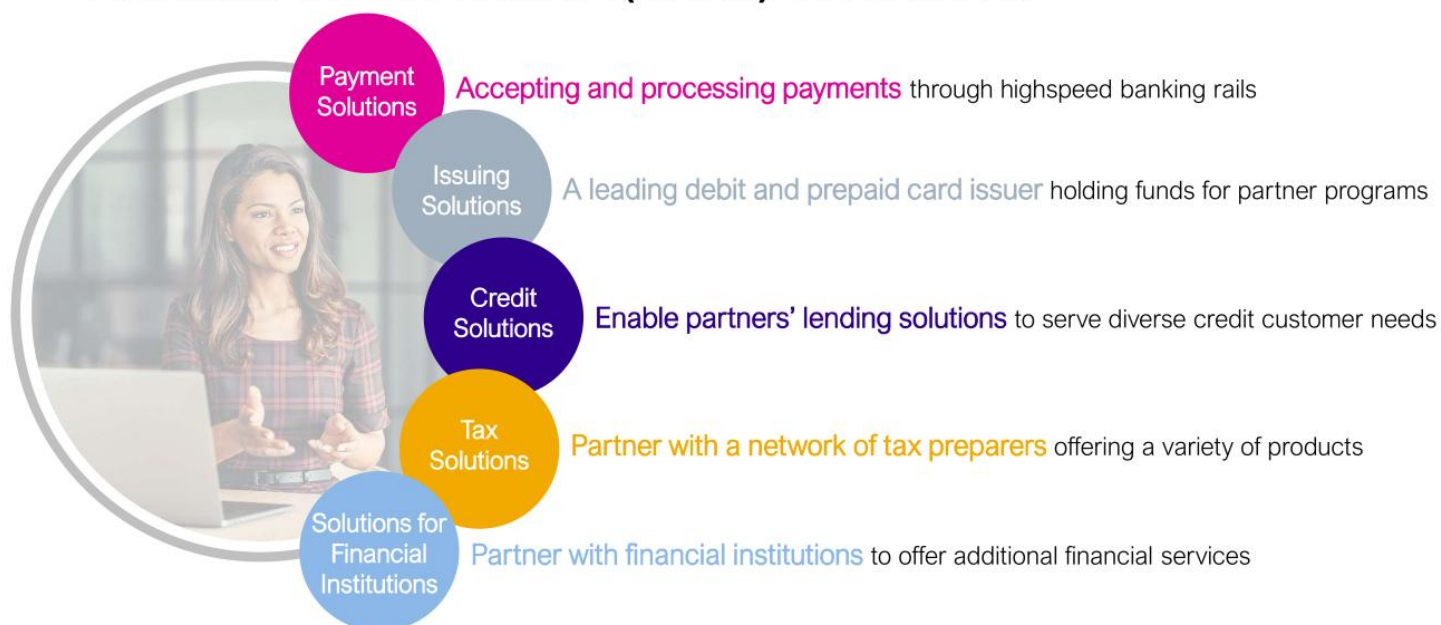 Payment
Solutions
Accepting and processing payments through highspeed banking rails
Issuing
Solutions
A leading debit and prepaid card issuer holding funds for partner programs
Credit
Solutions
Enable partners’ lending solutions to serve diverse credit customer needs
Tax
Solutions
Partner with a network of tax preparers offering a variety of products
Solutions for
Financial
Institutions
Partner with financial institutions to offer additional financial services